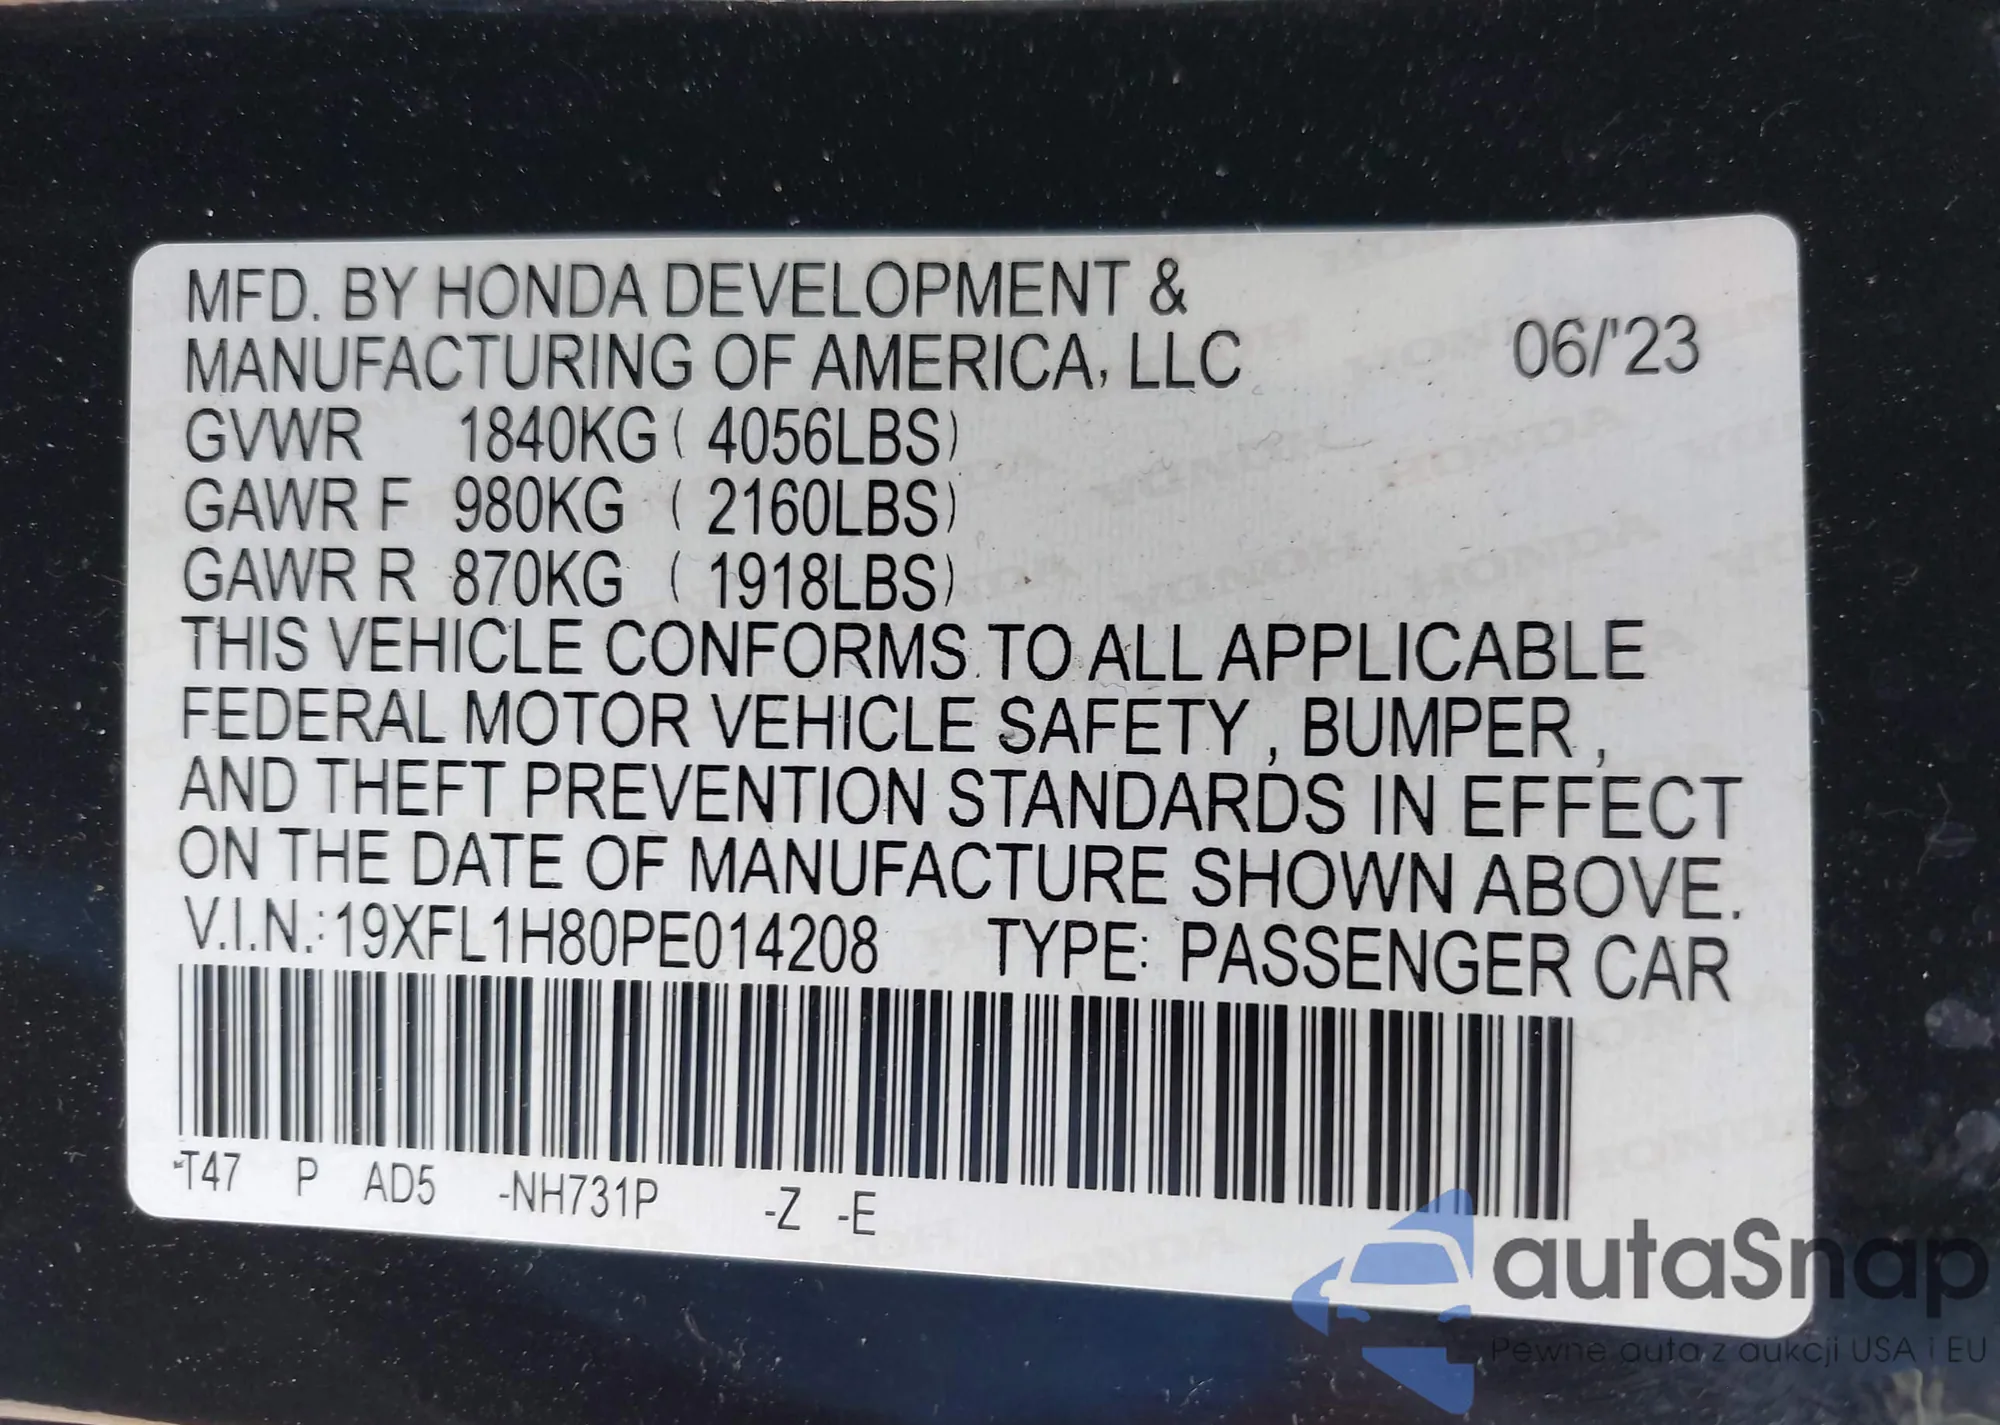 MFD. BY HONDA DEVELOPMENT &
MANUFACTURING OF AMERICA, LLC
06/'23
GVWR 1840KG ( 4056LBS)
GAWR F 980KG ( 2160LBS)
GAWR R 870KG ( 1918LBS)
THIS VEHICLE CONFORMS TO ALL APPLICABLE
FEDERAL MOTOR VEHICLE SAFETY , BUMPER ,
AND THEFT PREVENTION STANDARDS IN EFFECT
ON THE DATE OF MANUFACTURE SHOWN ABOVE.
V.I.N.:19XFL1H80PE014208 TYPE: PASSENGER CAR
-T47 P AD5 -NH731P -Z -E
autaSnap
Pewne auta z aukcji USA i EU